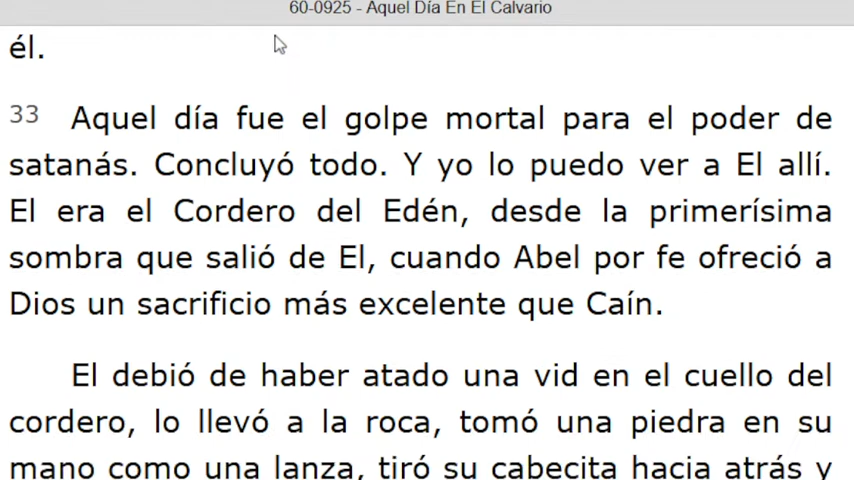 60-0925 - Aquel Día En El Calvario
él.
33 Aquel día fue el golpe mortal para el poder de
satanás. Concluyó todo. Y yo lo puedo ver a El allí.
El era el Cordero del Edén, desde la primerísima
sombra que salió de El, cuando Abel por fe ofreció a
Dios un sacrificio más excelente que Caín.
El debió de haber atado una vid en el cuello del
cordero, lo llevó a la roca, tomó una piedra en su
mano como una lanza, tiró su cabecita hacia atrás y